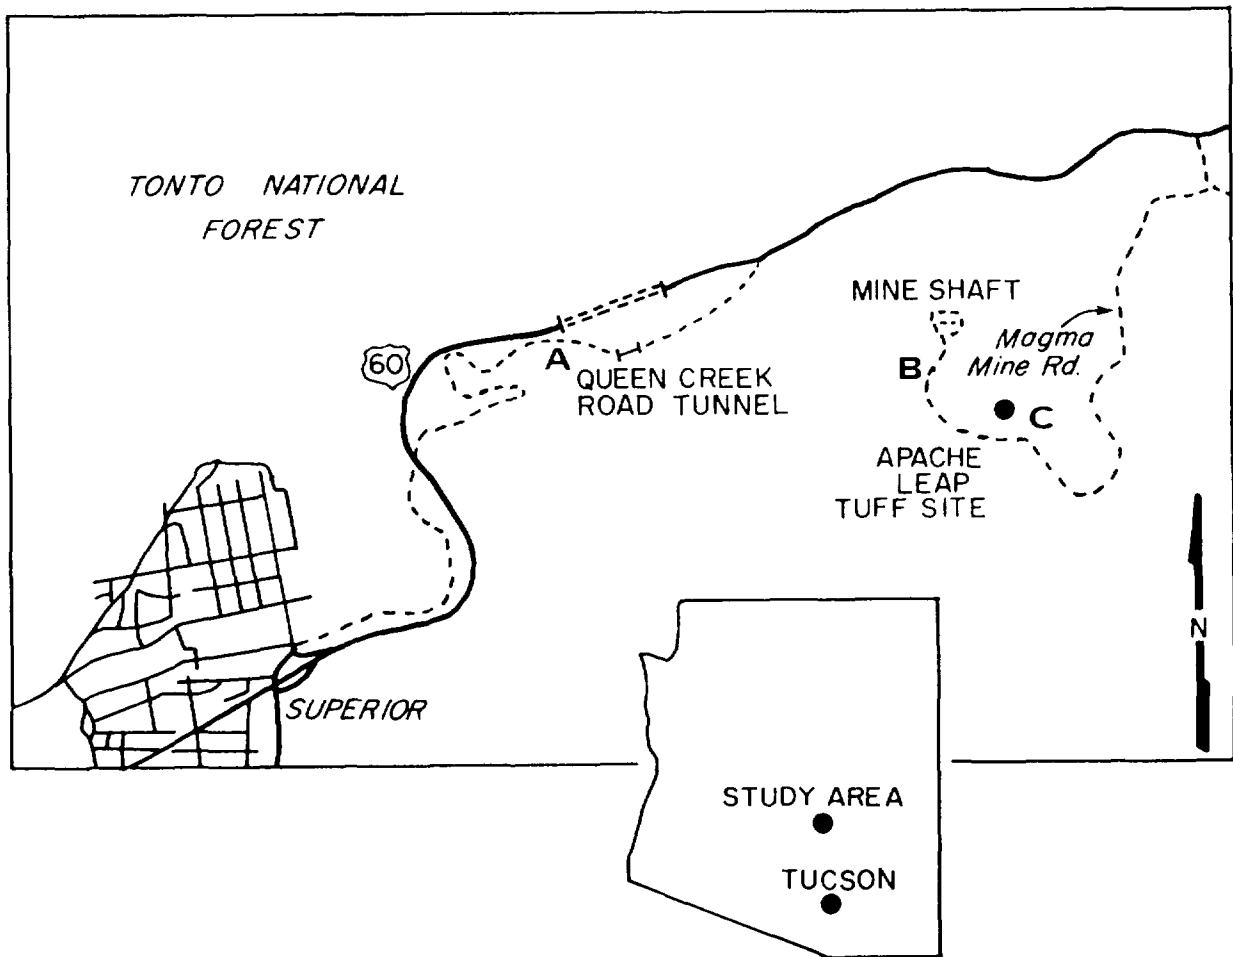 TONTO NATIONAL
FOREST
MINE SHAFT
Magma
Mine Rd.
60
A
B
QUEEN CREEK
ROAD TUNNEL
C
APACHE
LEAP
TUFF SITE
N
SUPERIOR
STUDY AREA
TUCSON